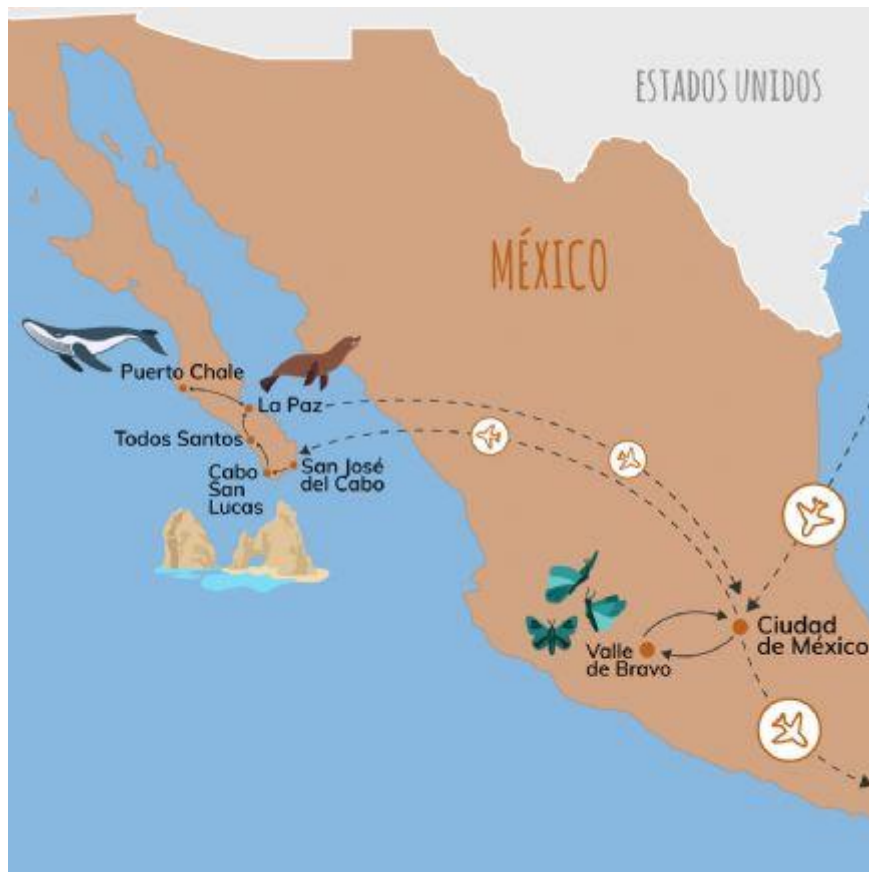 ESTADOS UNIDOS
MÉXICO
Puerto Chale
La Paz
Todos Santos
Cabo
San
Lucas
San José
del Cabo
Valle
de Bravo
Ciudad
de México